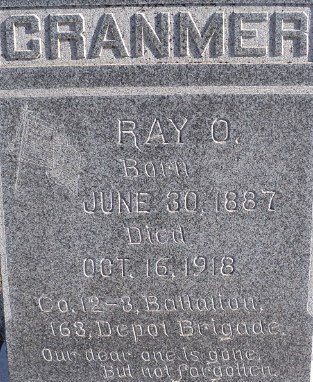 CRANMER
RAY O.
Born
JUNE 30, 1887
Died
OCT. 16, 1918
Co. 12-3, Battalion,
163, Depot Brigade.
Our dear one is gone,
But not forgotten.